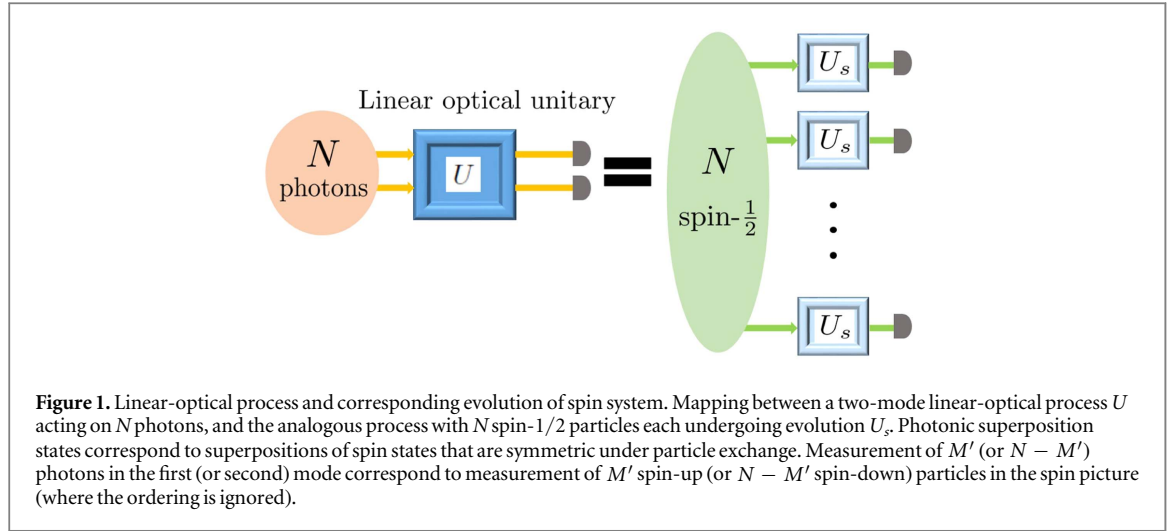 Linear optical unitary
N
photons
U
=
N
spin-½
U_s
U_s
U_s
Figure 1. Linear-optical process and corresponding evolution of spin system. Mapping between a two-mode linear-optical process U
acting on N photons, and the analogous process with N spin-1/2 particles each undergoing evolution U_s. Photonic superposition
states correspond to superpositions of spin states that are symmetric under particle exchange. Measurement of M′ (or N − M′)
photons in the first (or second) mode correspond to measurement of M′ spin-up (or N − M′ spin-down) particles in the spin picture
(where the ordering is ignored).